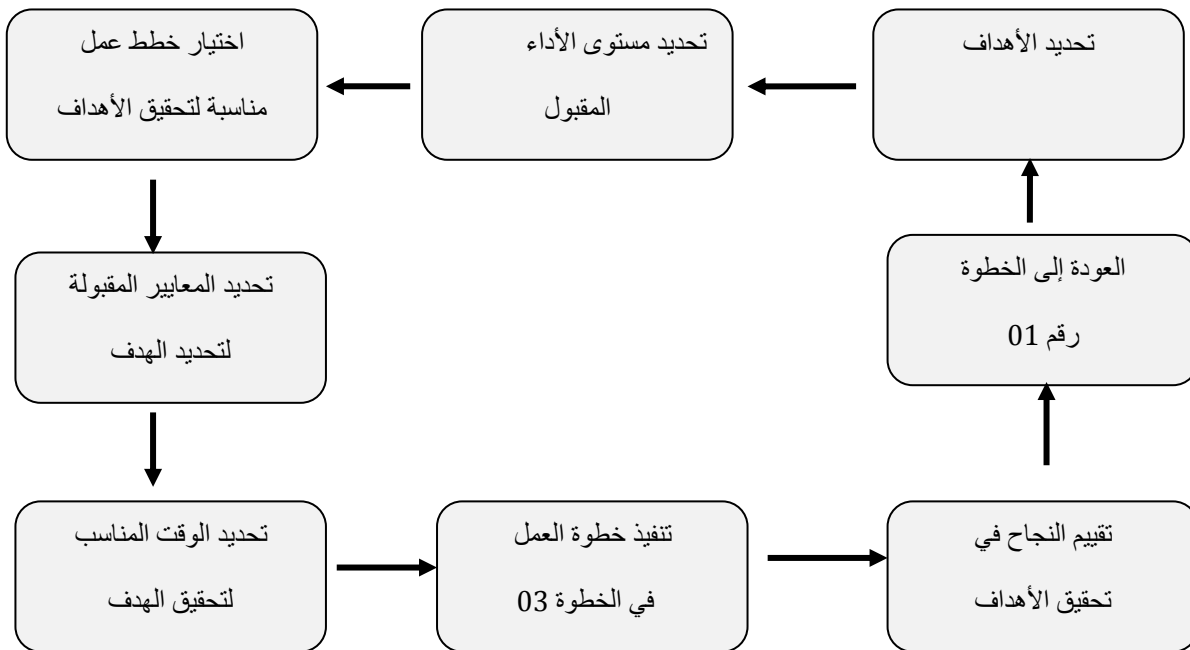 تحديد الأهداف
تحديد مستوى الأداء
المقبول
اختيار خطط عمل
مناسبة لتحقيق الأهداف
تحديد المعايير المقبولة
لتحديد الهدف
تحديد الوقت المناسب
لتحقيق الهدف
تنفيذ خطوة العمل
في الخطوة 03
تقييم النجاح في
تحقيق الأهداف
العودة إلى الخطوة
رقم 01